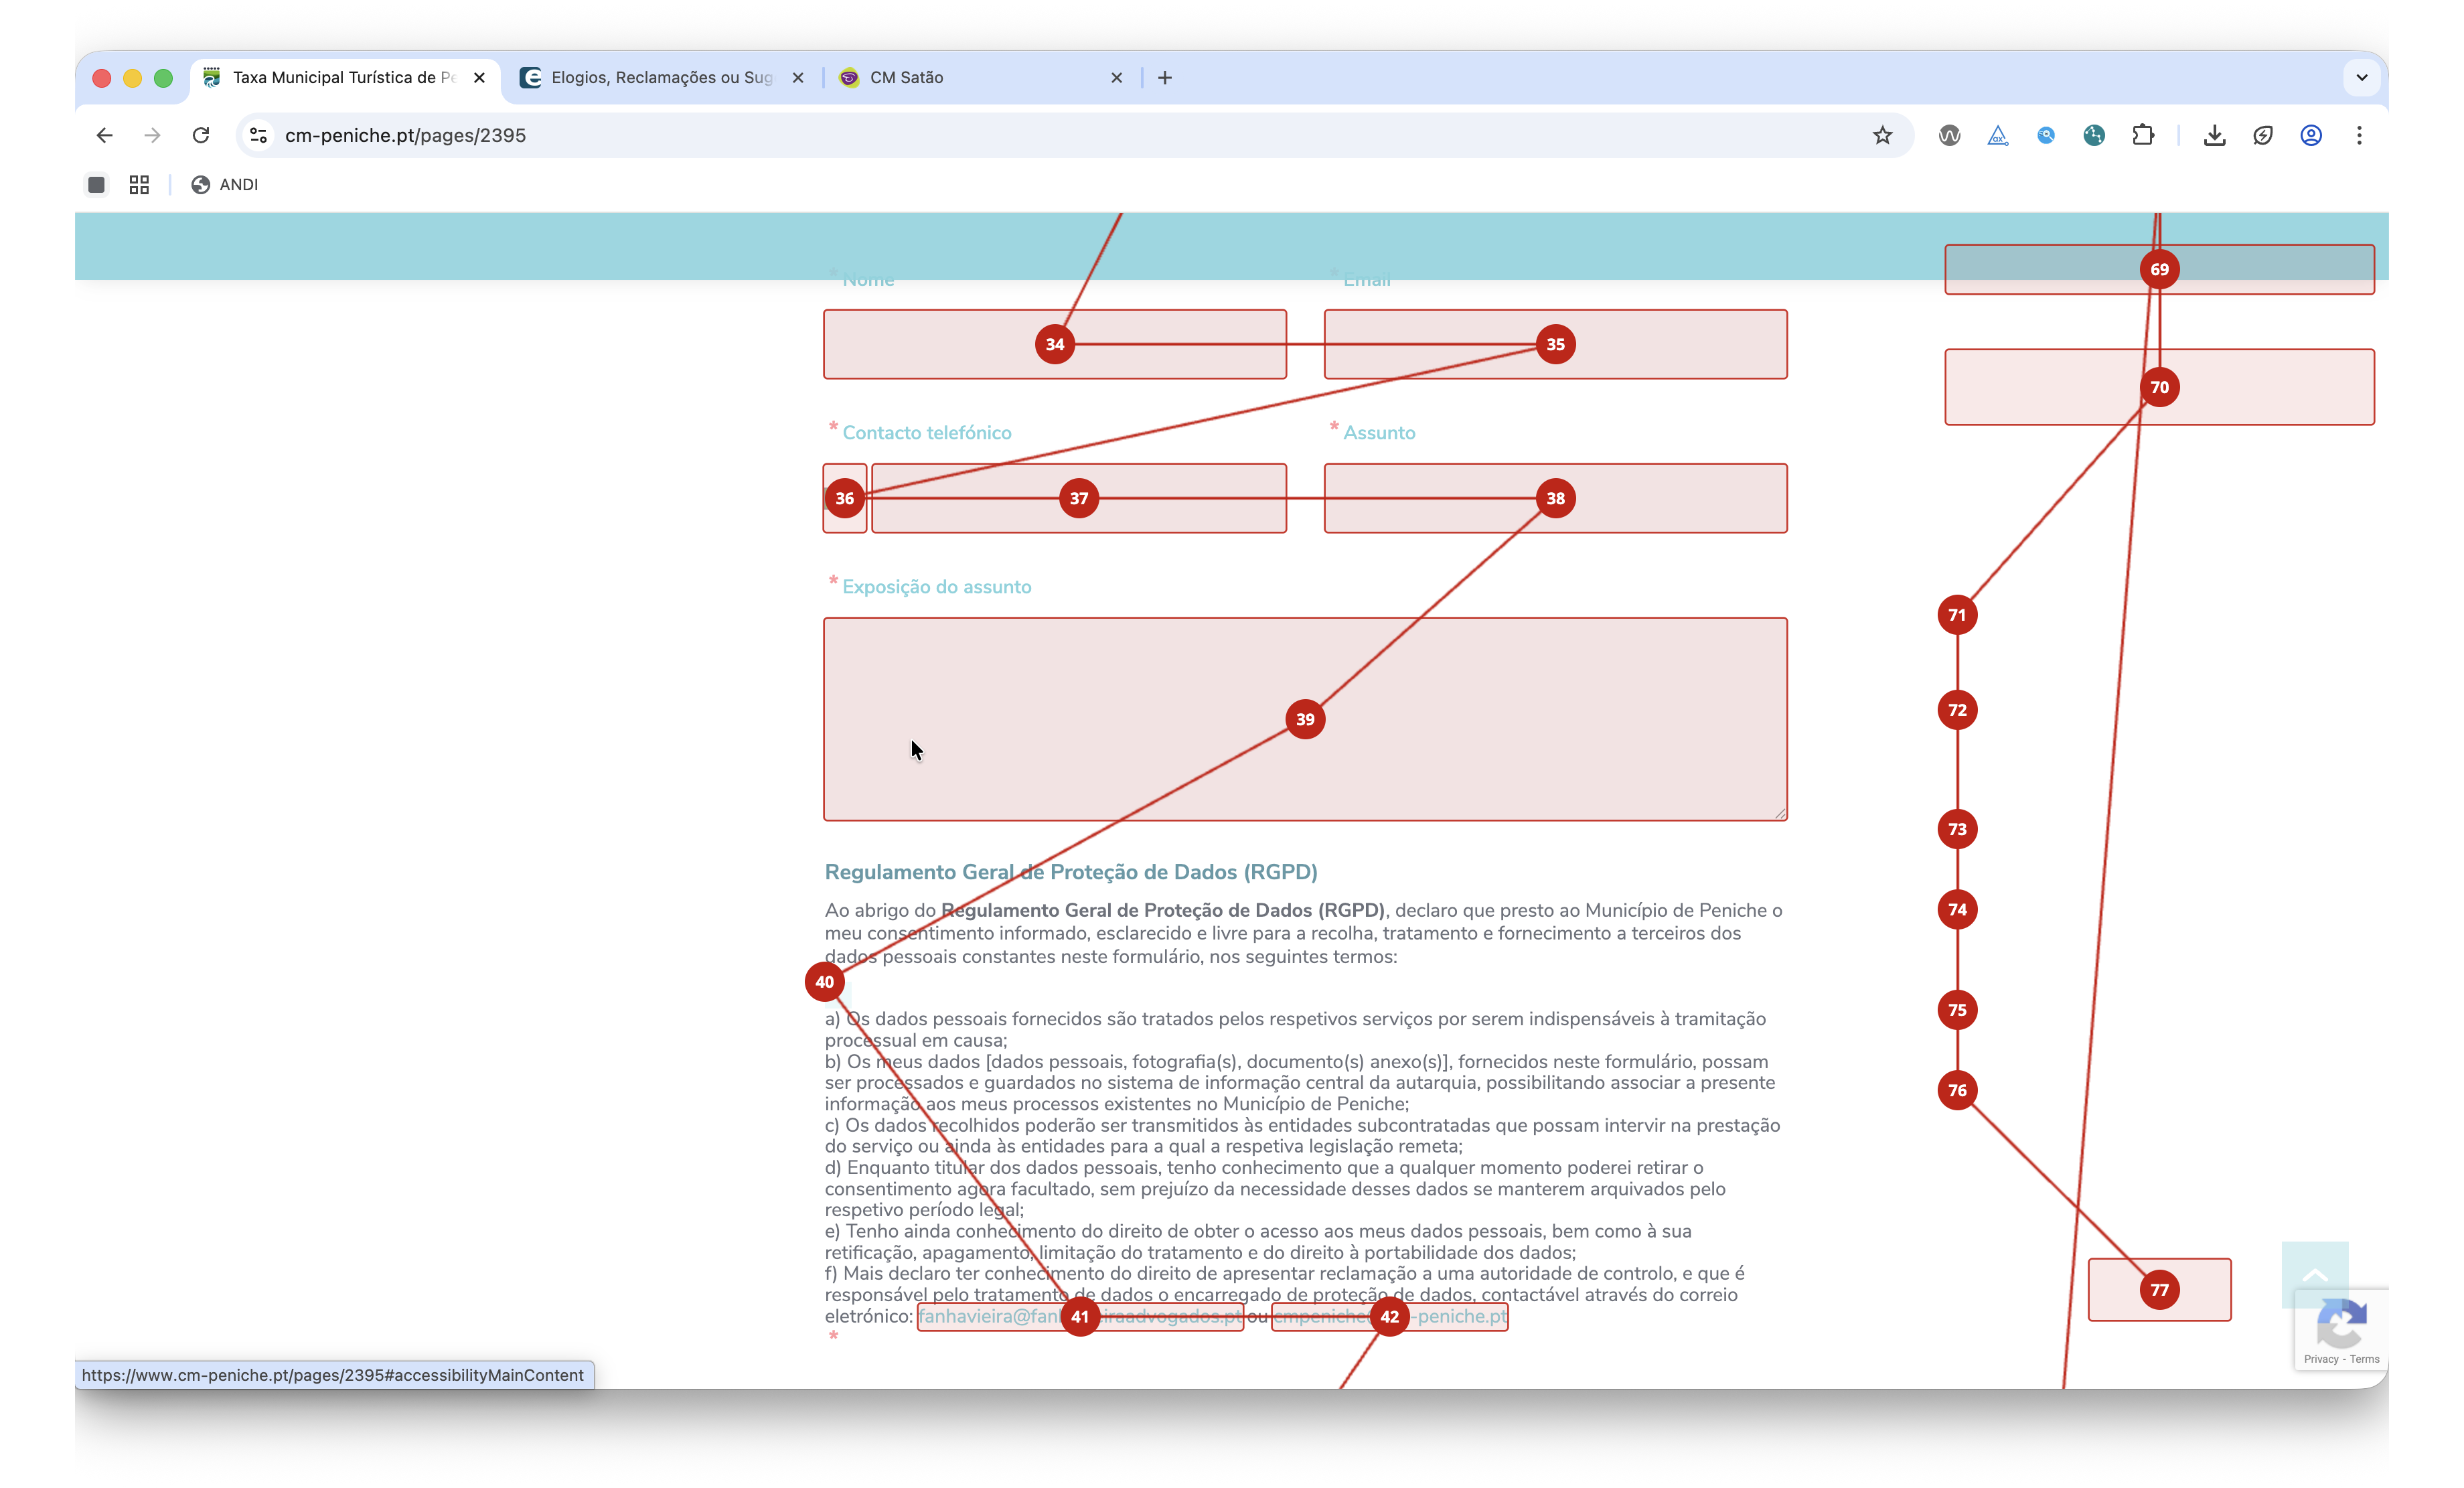 Taxa Municipal Turística de Pe
Elogios, Reclamações ou Sug
CM Satão
cm-peniche.pt/pages/2395
ANDI
* Nome
* Email
69
34
35
70
* Contacto telefónico
* Assunto
36
37
38
* Exposição do assunto
71
72
39
73
Regulamento Geral de Proteção de Dados (RGPD)
Ao abrigo do Regulamento Geral de Proteção de Dados (RGPD), declaro que presto ao Município de Peniche o
74
meu consentimento informado, esclarecido e livre para a recolha, tratamento e fornecimento a terceiros dos
dados pessoais constantes neste formulário, nos seguintes termos:
40
75
a) Os dados pessoais fornecidos são tratados pelos respetivos serviços por serem indispensáveis à tramitação
processual em causa;
b) Os meus dados [dados pessoais, fotografia(s), documento(s) anexo(s)], fornecidos neste formulário, possam
ser processados e guardados no sistema de informação central da autarquia, possibilitando associar a presente
76
informação aos meus processos existentes no Município de Peniche;
c) Os dados recolhidos poderão ser transmitidos às entidades subcontratadas que possam intervir na prestação
do serviço ou ainda às entidades para a qual a respetiva legislação remeta;
d) Enquanto titular dos dados pessoais, tenho conhecimento que a qualquer momento poderei retirar o
consentimento agora facultado, sem prejuízo da necessidade desses dados se manterem arquivados pelo
respetivo período legal;
e) Tenho ainda conhecimento do direito de obter o acesso aos meus dados pessoais, bem como à sua
retificação, apagamento, limitação do tratamento e do direito à portabilidade dos dados;
f) Mais declaro ter conhecimento do direito de apresentar reclamação a uma autoridade de controlo, e que é
77
responsável pelo tratamento de dados o encarregado de proteção de dados, contactável através do correio
eletrónico: 41 ou 42
*
Privacy - Terms
https://www.cm-peniche.pt/pages/2395#accessibilityMainContent